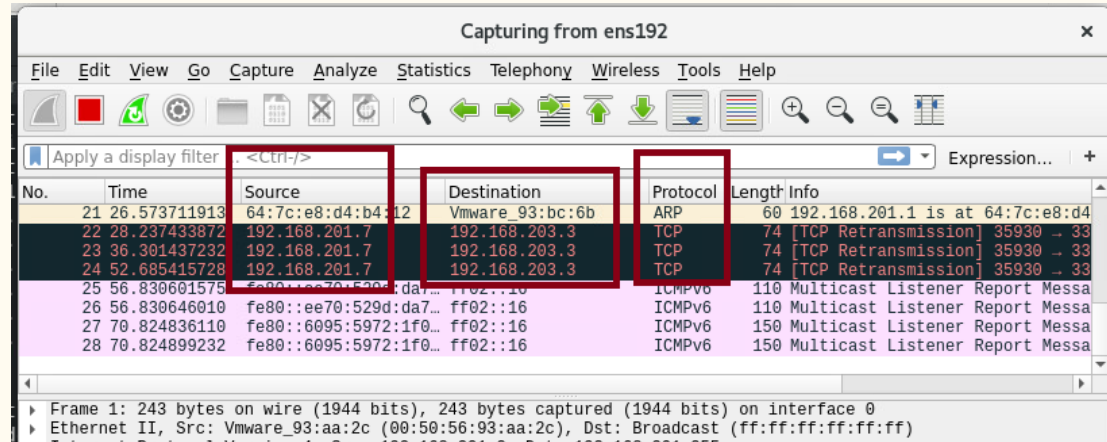 Capturing from ens192 ×
File Edit View Go Capture Analyze Statistics Telephony Wireless Tools Help
Apply a display filter ... <Ctrl-/> Expression... +
No. Time Source Destination Protocol Length Info
21 26.573711913 64:7c:e8:d4:b4:12 Vmware_93:bc:6b ARP 60 192.168.201.1 is at 64:7c:e8:d4
22 28.237433872 192.168.201.7 192.168.203.3 TCP 74 [TCP Retransmission] 35930 → 33
23 36.301437232 192.168.201.7 192.168.203.3 TCP 74 [TCP Retransmission] 35930 → 33
24 52.685415728 192.168.201.7 192.168.203.3 TCP 74 [TCP Retransmission] 35930 → 33
25 56.830601575 fe80::ee70:529d:da7… ff02::16 ICMPv6 110 Multicast Listener Report Messa
26 56.830646010 fe80::ee70:529d:da7… ff02::16 ICMPv6 110 Multicast Listener Report Messa
27 70.824836110 fe80::6095:5972:1f0… ff02::16 ICMPv6 150 Multicast Listener Report Messa
28 70.824899232 fe80::6095:5972:1f0… ff02::16 ICMPv6 150 Multicast Listener Report Messa
Frame 1: 243 bytes on wire (1944 bits), 243 bytes captured (1944 bits) on interface 0
Ethernet II, Src: Vmware_93:aa:2c (00:50:56:93:aa:2c), Dst: Broadcast (ff:ff:ff:ff:ff:ff)